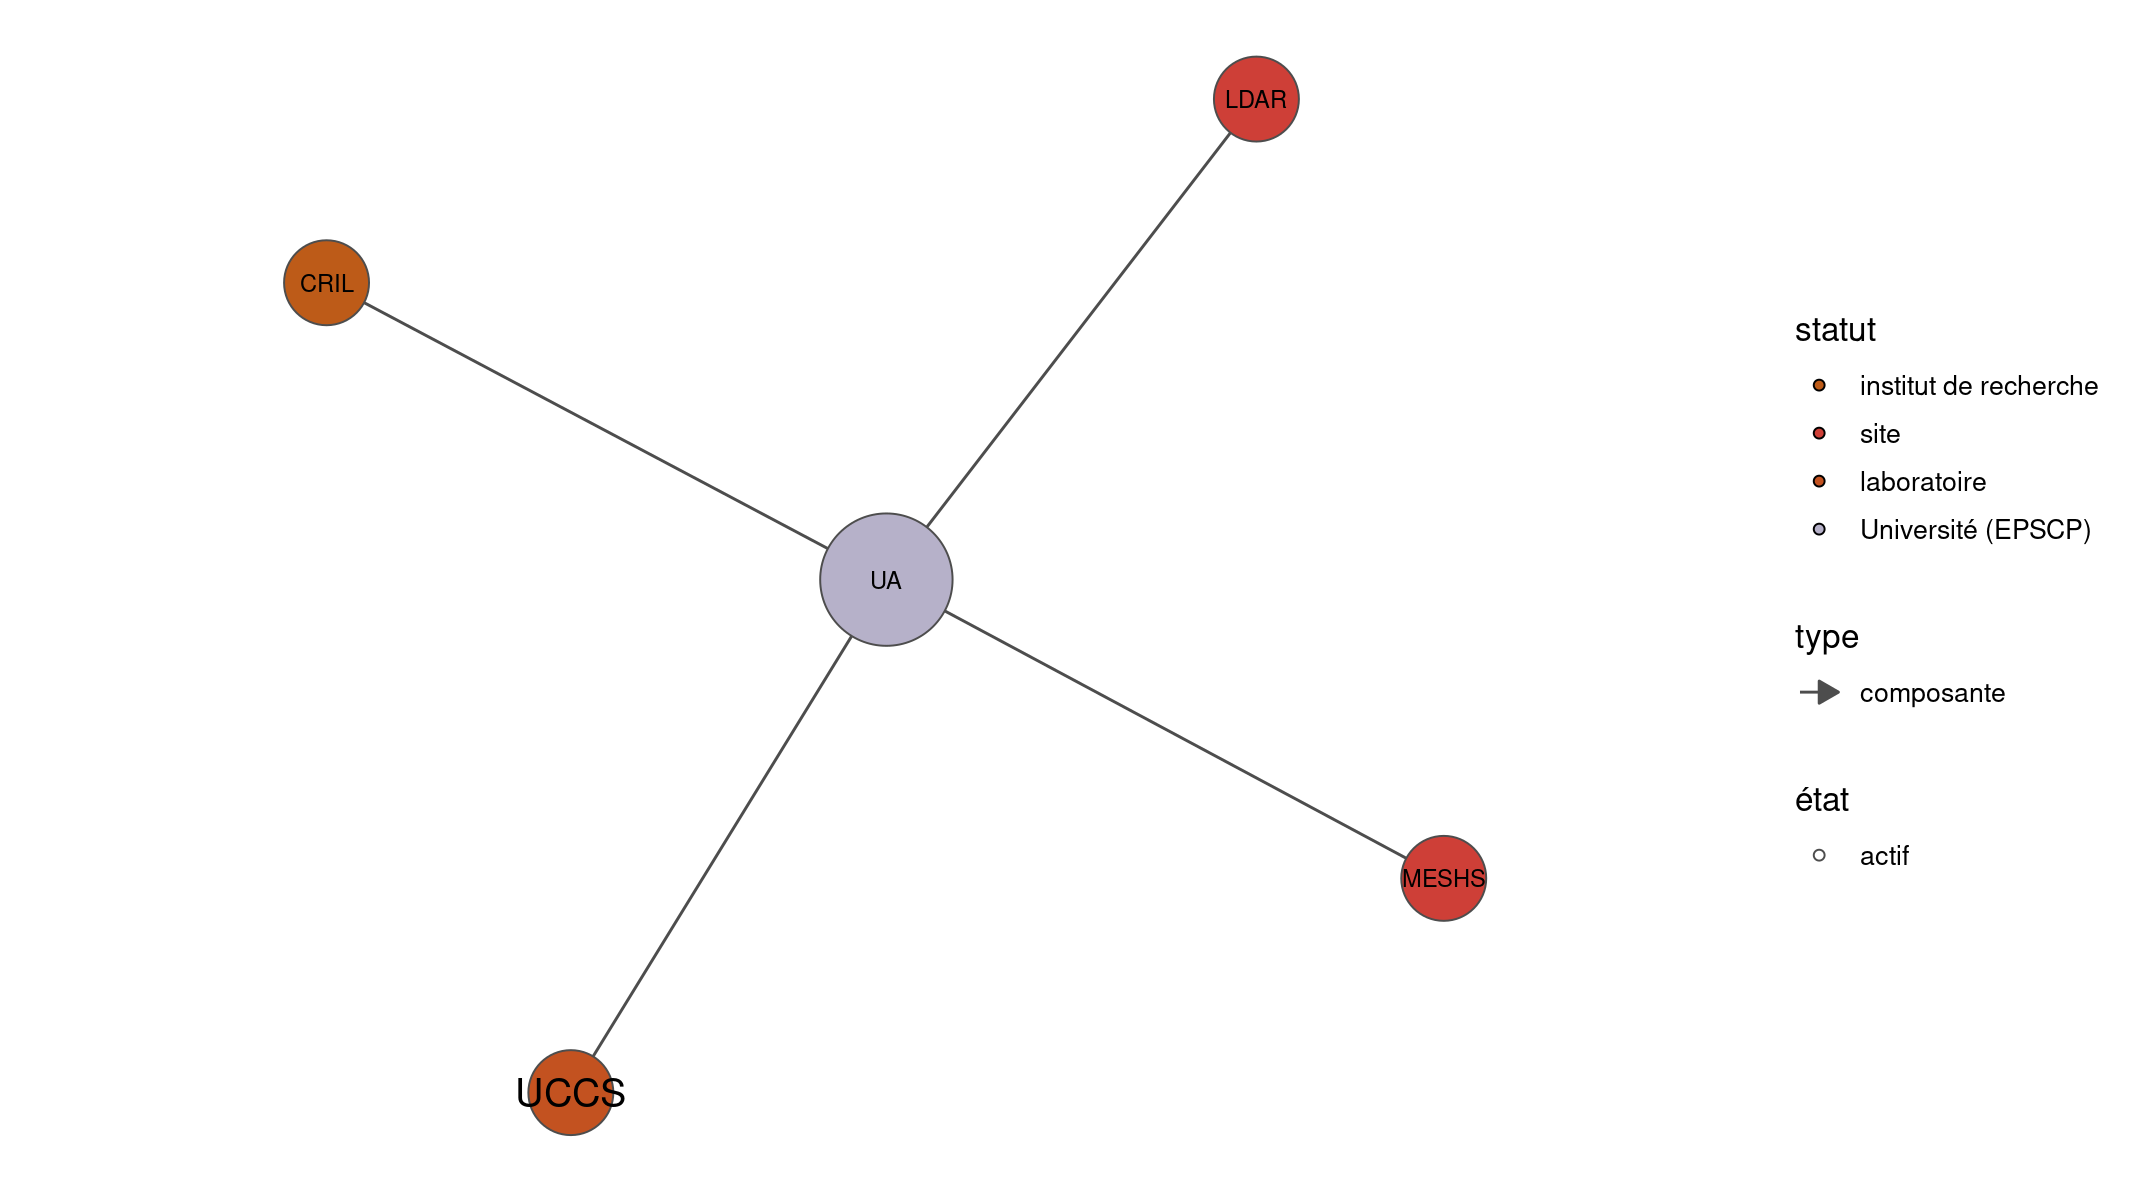 LDAR
CRIL
UA
MESHS
UCCS
statut
institut de recherche
site
laboratoire
Université (EPSCP)
type
composante
état
actif